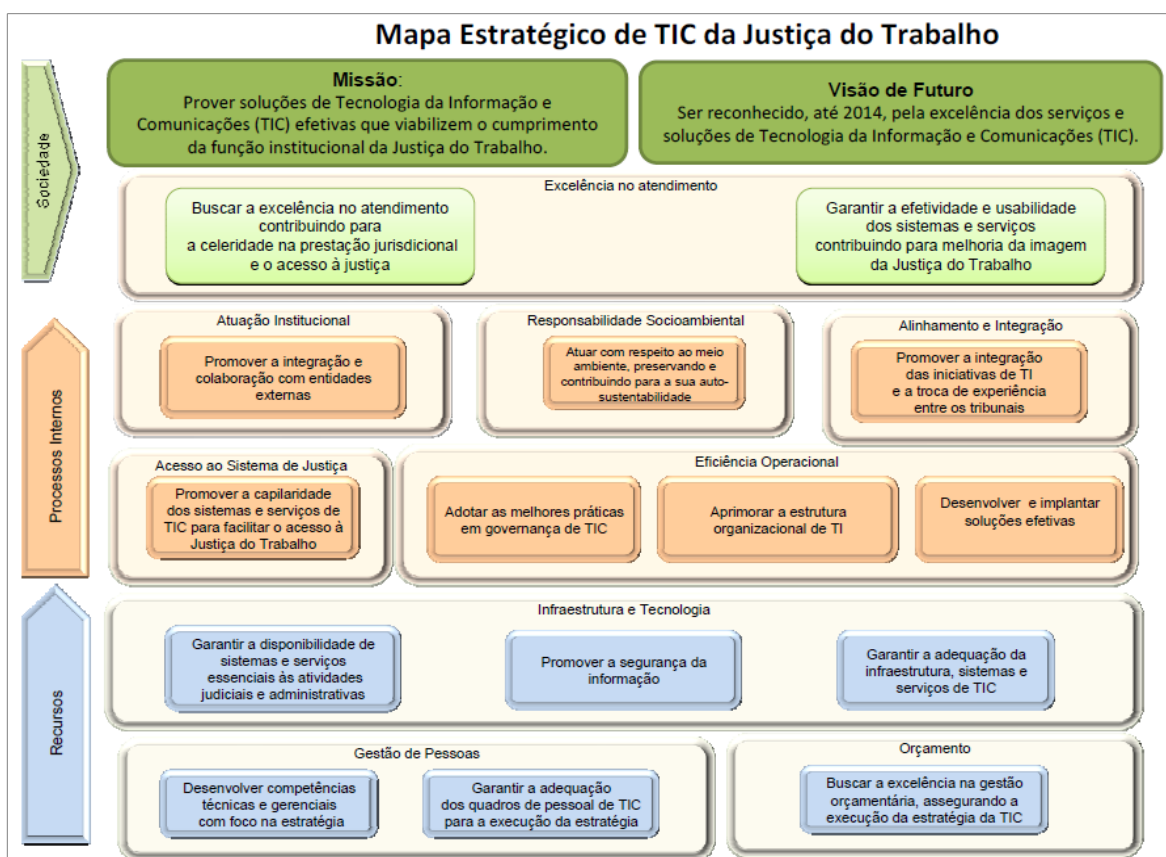 Mapa Estratégico de TIC da Justiça do Trabalho
Sociedade
Missão:
Prover soluções de Tecnologia da Informação e
Comunicações (TIC) efetivas que viabilizem o cumprimento
da função institucional da Justiça do Trabalho.
Visão de Futuro
Ser reconhecido, até 2014, pela excelência dos serviços e
soluções de Tecnologia da Informação e Comunicações (TIC).
Excelência no atendimento
Buscar a excelência no atendimento
contribuindo para
a celeridade na prestação jurisdicional
e o acesso à justiça
Garantir a efetividade e usabilidade
dos sistemas e serviços
contribuindo para melhoria da imagem
da Justiça do Trabalho
Processos Internos
Atuação Institucional
Promover a integração e
colaboração com entidades
externas
Responsabilidade Socioambiental
Atuar com respeito ao meio
ambiente, preservando e
contribuindo para a sua auto-
sustentabilidade
Alinhamento e Integração
Promover a integração
das iniciativas de TI
e a troca de experiência
entre os tribunais
Acesso ao Sistema de Justiça
Promover a capilaridade
dos sistemas e serviços de
TIC para facilitar o acesso à
Justiça do Trabalho
Eficiência Operacional
Adotar as melhores práticas
em governança de TIC
Aprimorar a estrutura
organizacional de TI
Desenvolver e implantar
soluções efetivas
Recursos
Infraestrutura e Tecnologia
Garantir a disponibilidade de
sistemas e serviços
essenciais às atividades
judiciais e administrativas
Promover a segurança da
informação
Garantir a adequação da
infraestrutura, sistemas e
serviços de TIC
Gestão de Pessoas
Desenvolver competências
técnicas e gerenciais
com foco na estratégia
Garantir a adequação
dos quadros de pessoal de TIC
para a execução da estratégia
Orçamento
Buscar a excelência na gestão
orçamentária, assegurando a
execução da estratégia da TIC